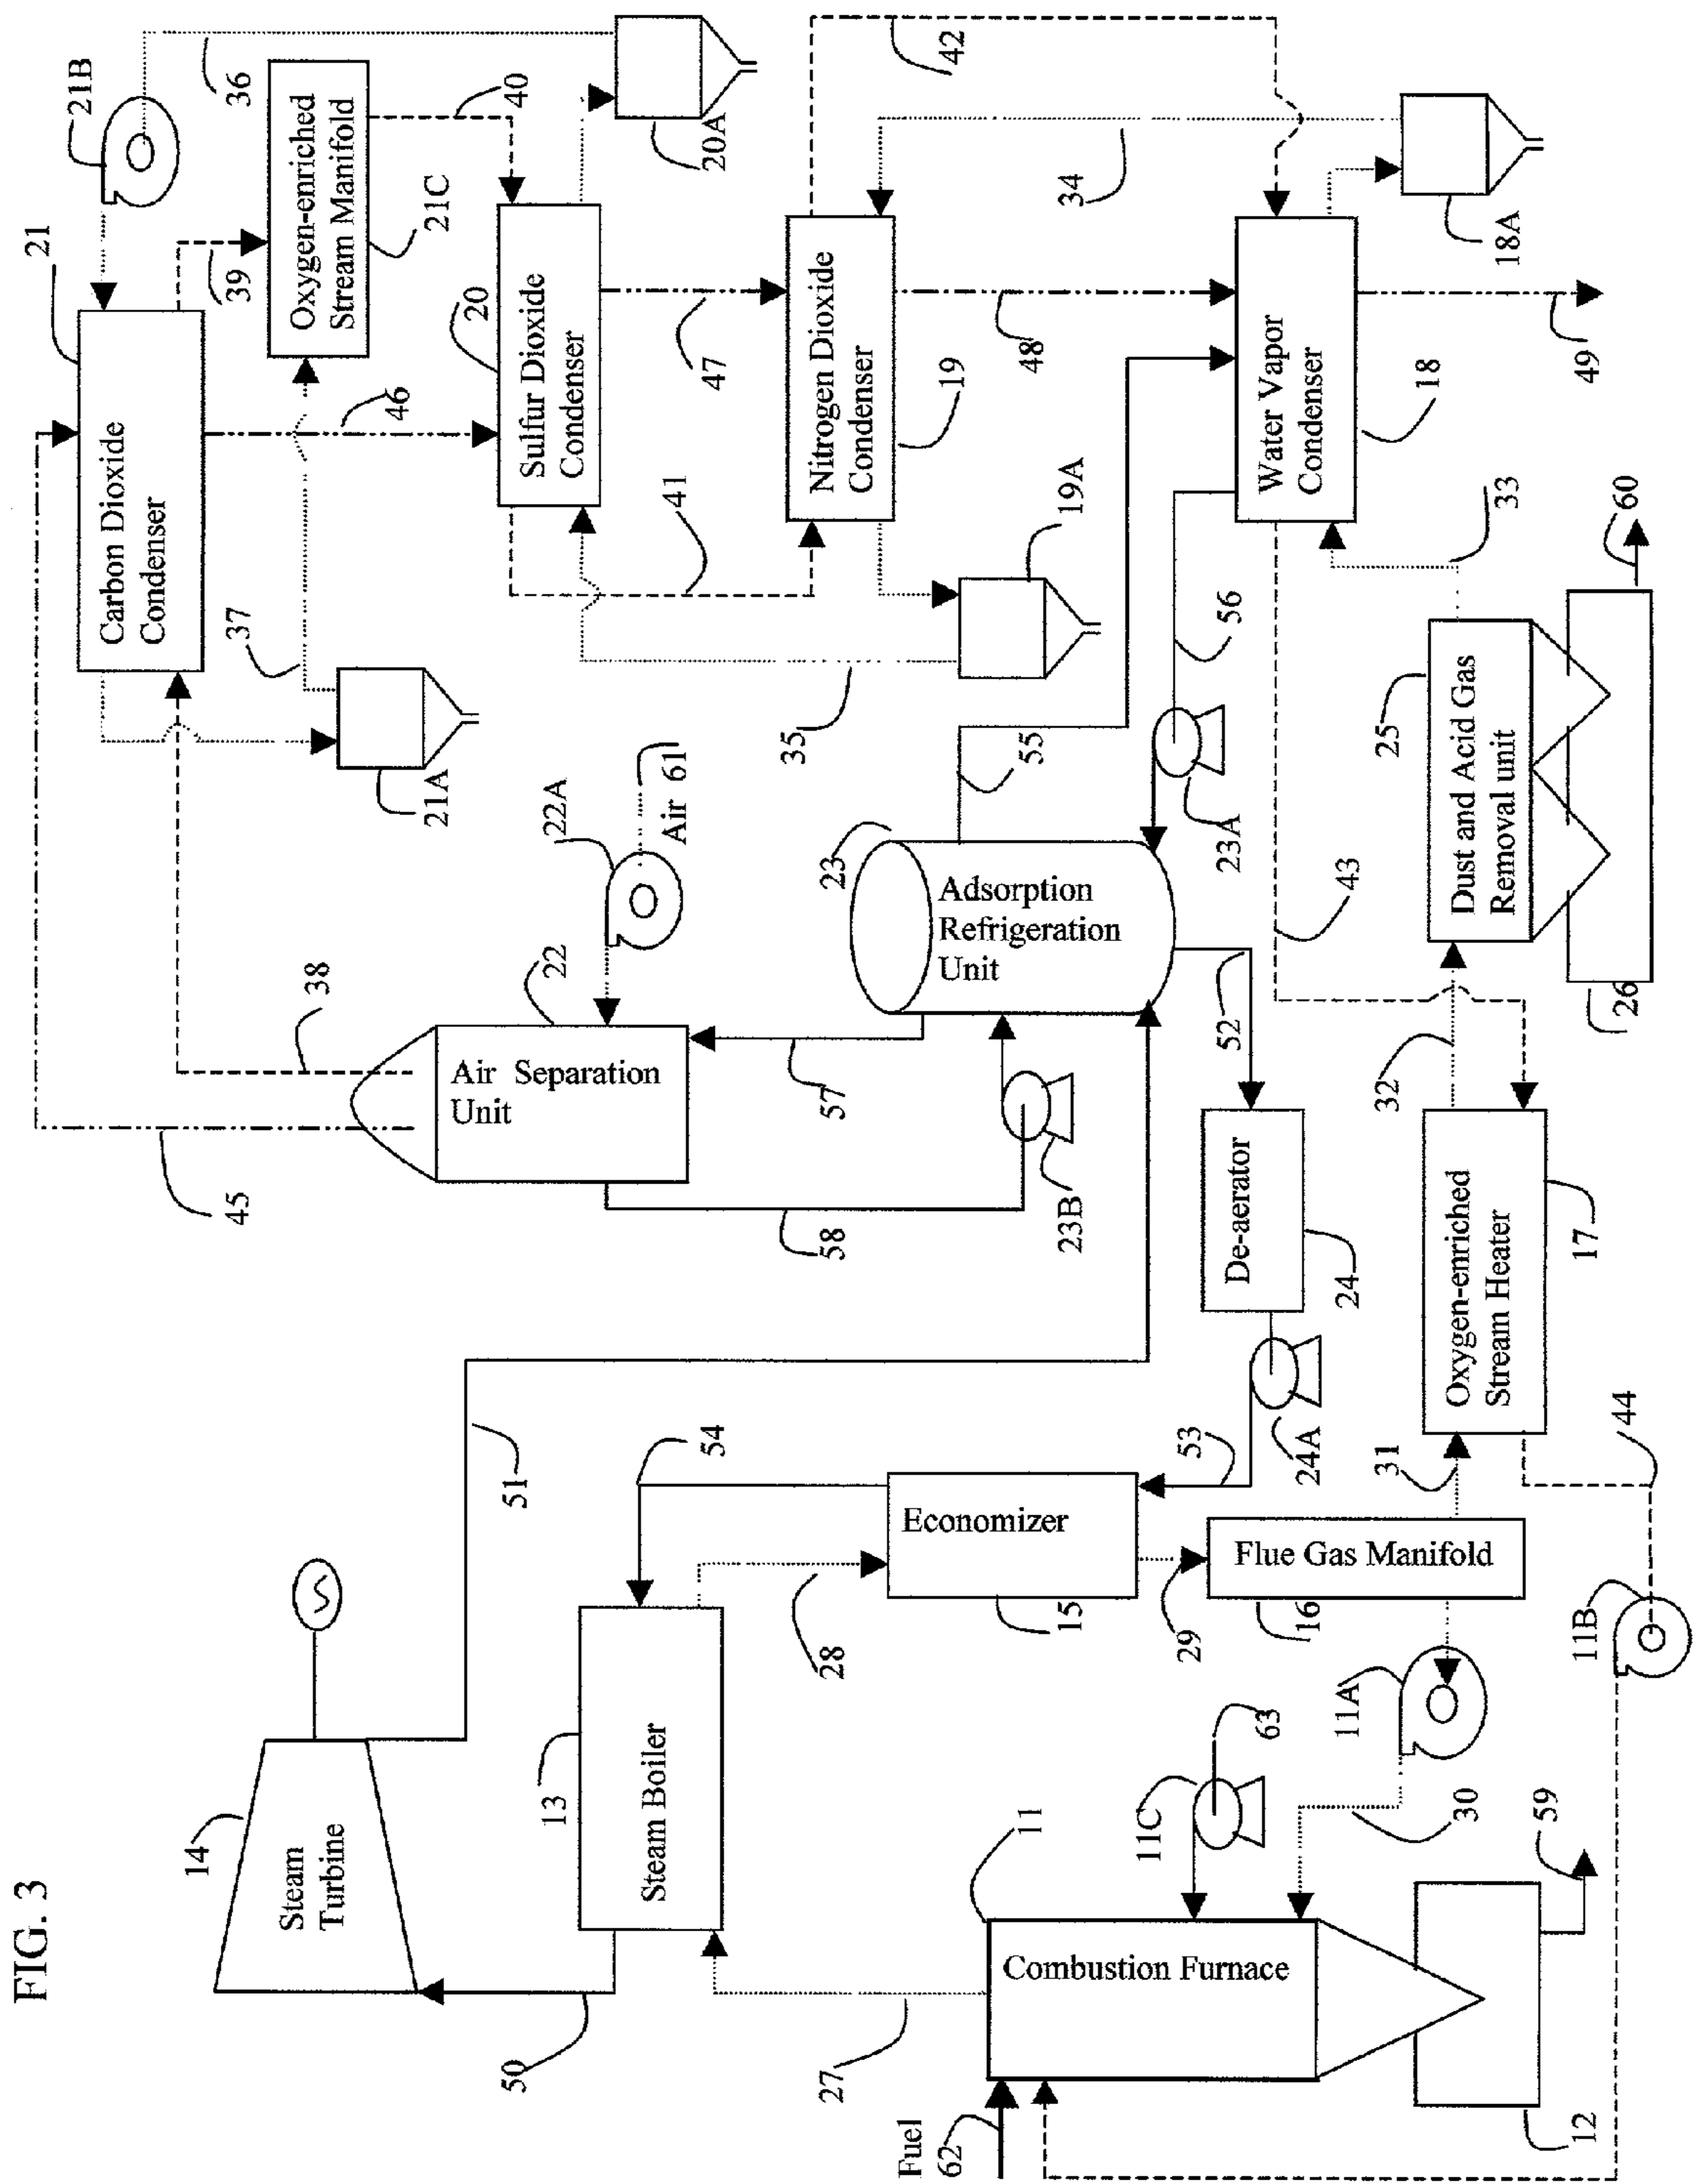 FIG. 3
14
Steam
Turbine
50
51
13
Steam Boiler
54
28
27
Fuel
62
11
Combustion Furnace
11C
63
30
11A
12
59
15
Economizer
53
29
16
Flue Gas Manifold
24A
31
44
11B
45
38
22
Air Separation
Unit
22A
Air 61
58
57
23B
23
Adsorption
Refrigeration
Unit
52
De-aerator
24
55
23A
56
43
32
Oxygen-enriched
Stream Heater
17
25
Dust and Acid Gas
Removal unit
26
60
33
21
Carbon Dioxide
Condenser
21B
36
39
Oxygen-enriched
Stream Manifold
21C
40
37
21A
46
20
Sulfur Dioxide
Condenser
20A
41
47
35
19A
Nitrogen Dioxide
Condenser
19
42
34
48
Water Vapor
Condenser
18
18A
49